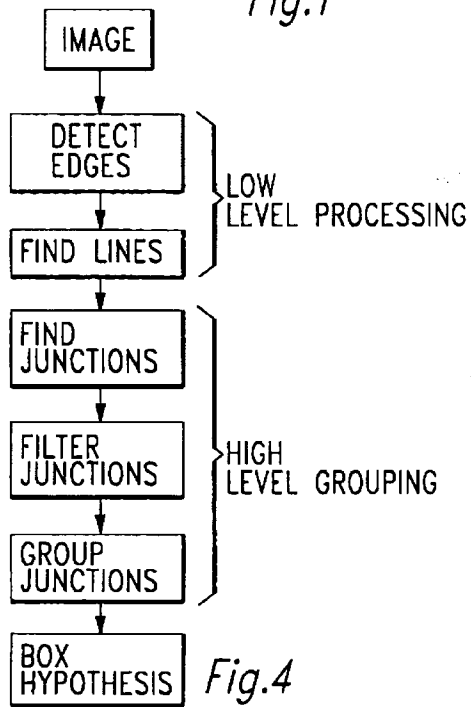 Fig.1
IMAGE
DETECT
EDGES
LOW
LEVEL PROCESSING
FIND LINES
FIND
JUNCTIONS
FILTER
JUNCTIONS
HIGH
LEVEL GROUPING
GROUP
JUNCTIONS
BOX
HYPOTHESIS
Fig.4